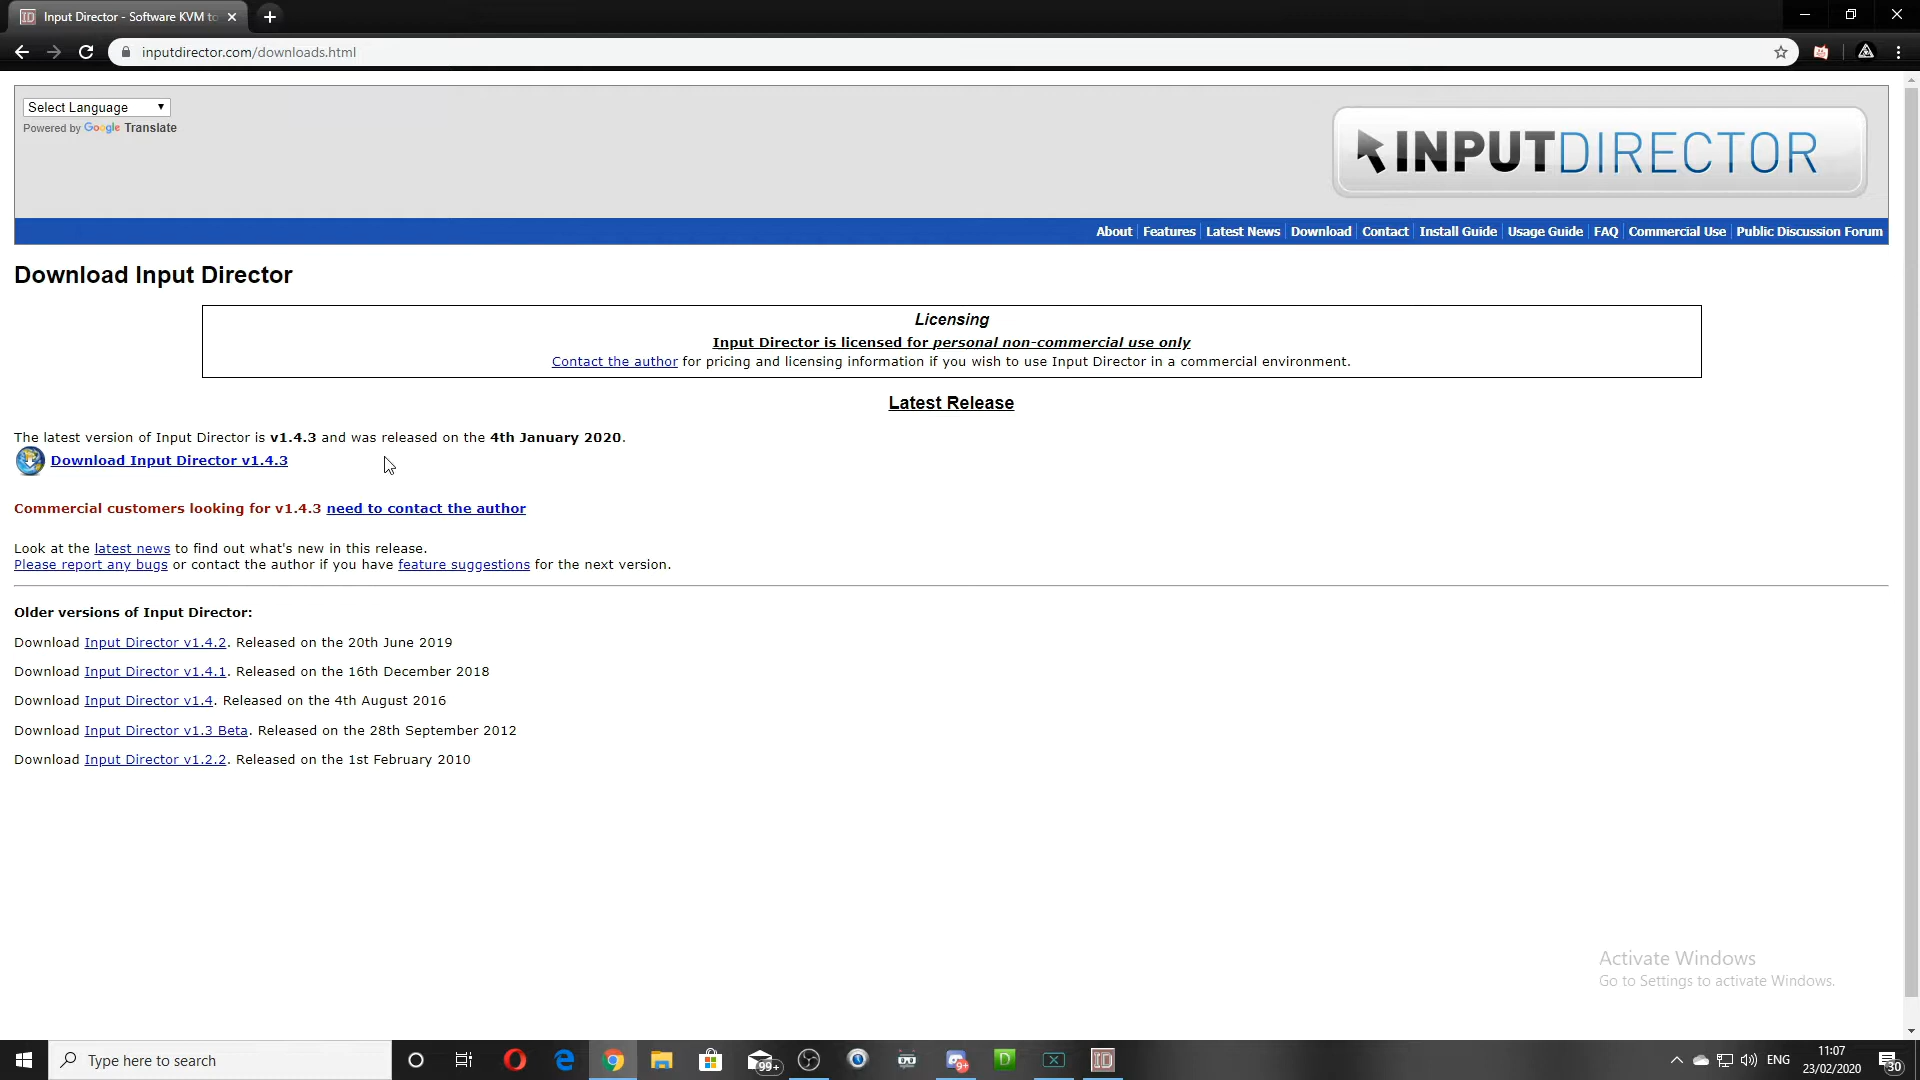 Input Director - Software KVM to
inputdirector.com/downloads.html
Select Language
Powered by Google Translate
INPUTDIRECTOR
About | Features | Latest News | Download | Contact | Install Guide | Usage Guide | FAQ | Commercial Use | Public Discussion Forum
Download Input Director
Licensing
Input Director is licensed for personal non-commercial use only
Contact the author for pricing and licensing information if you wish to use Input Director in a commercial environment.
Latest Release
The latest version of Input Director is v1.4.3 and was released on the 4th January 2020.
Download Input Director v1.4.3
Commercial customers looking for v1.4.3 need to contact the author
Look at the latest news to find out what's new in this release.
Please report any bugs or contact the author if you have feature suggestions for the next version.
Older versions of Input Director:
Download Input Director v1.4.2. Released on the 20th June 2019
Download Input Director v1.4.1. Released on the 16th December 2018
Download Input Director v1.4. Released on the 4th August 2016
Download Input Director v1.3 Beta. Released on the 28th September 2012
Download Input Director v1.2.2. Released on the 1st February 2010
Activate Windows
Go to Settings to activate Windows.
Type here to search
99+
9+
D
ID
ENG
11:07
23/02/2020
30